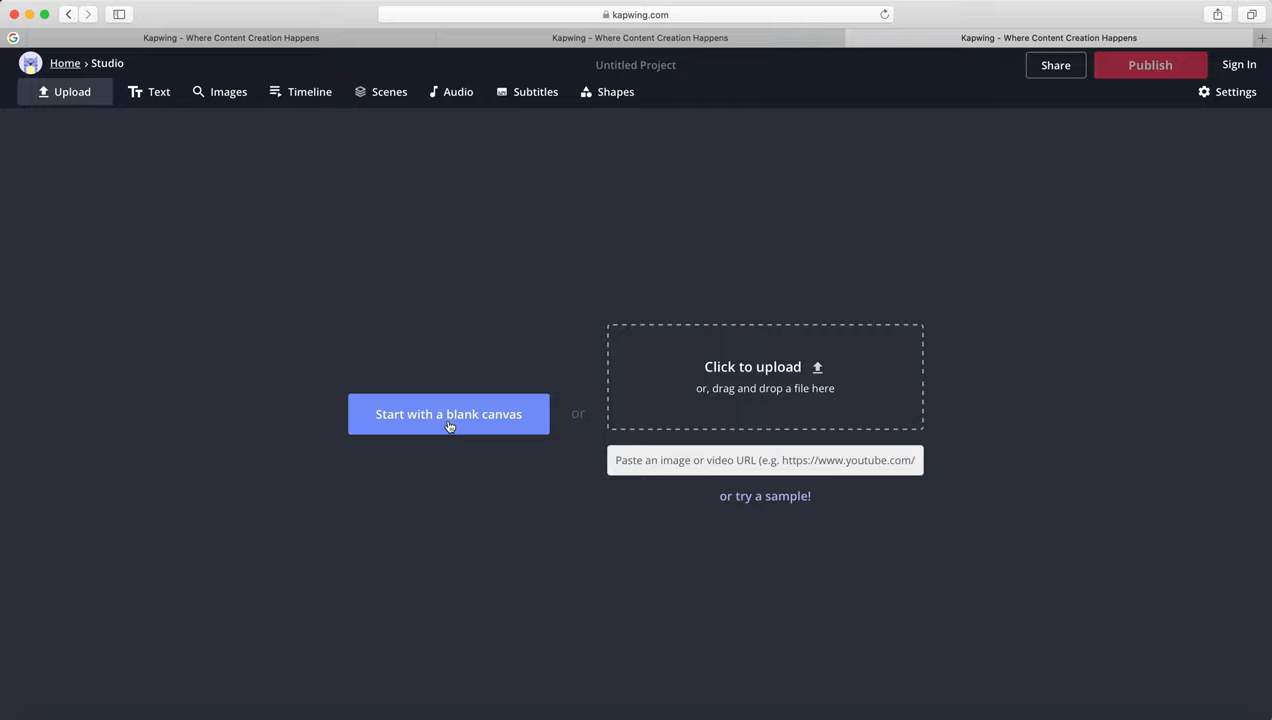 kapwing.com
Kapwing - Where Content Creation Happens
Kapwing - Where Content Creation Happens
Kapwing - Where Content Creation Happens
Home › Studio
Untitled Project
Share
Publish
Sign In
Upload
Text
Images
Timeline
Scenes
Audio
Subtitles
Shapes
Settings
Start with a blank canvas
or
Click to upload
or, drag and drop a file here
Paste an image or video URL (e.g. https://www.youtube.com/
or try a sample!